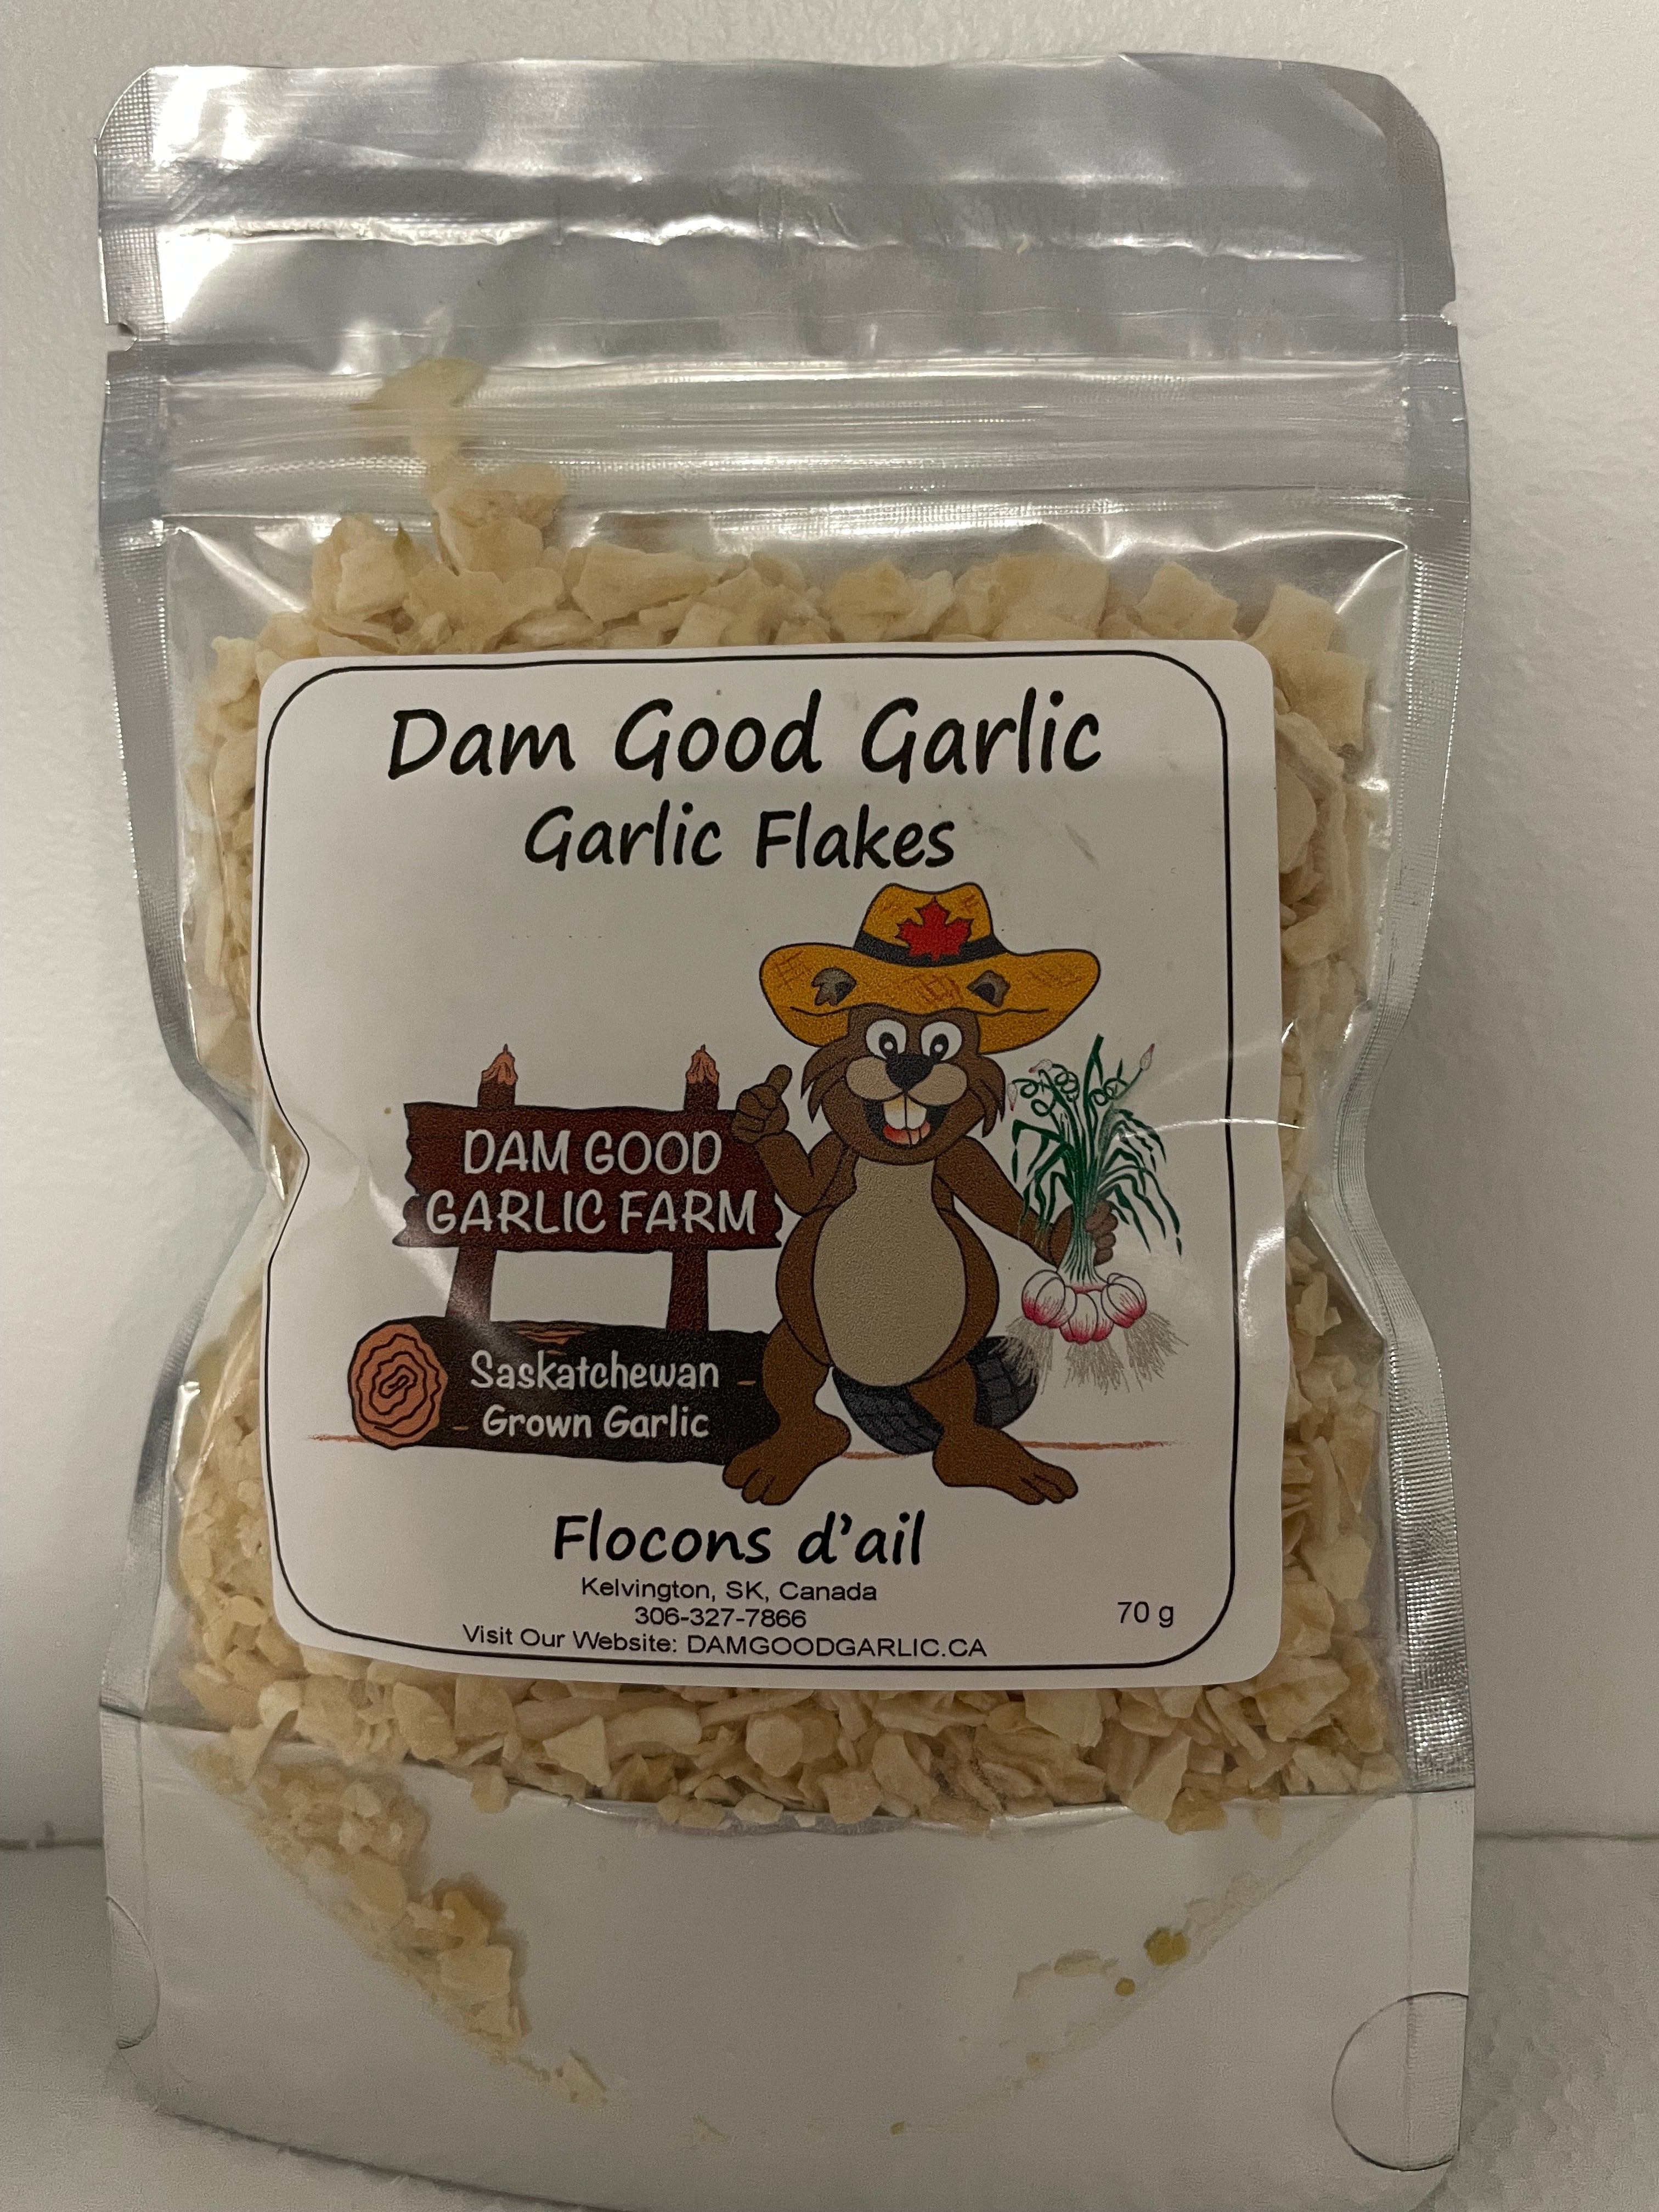 Dam Good Garlic
Garlic Flakes
DAM GOOD
GARLIC FARM
Saskatchewan
Grown Garlic
Flocons d'ail
Kelvington, SK, Canada
306-327-7866
70 g
Visit Our Website: DAMGOODGARLIC.CA